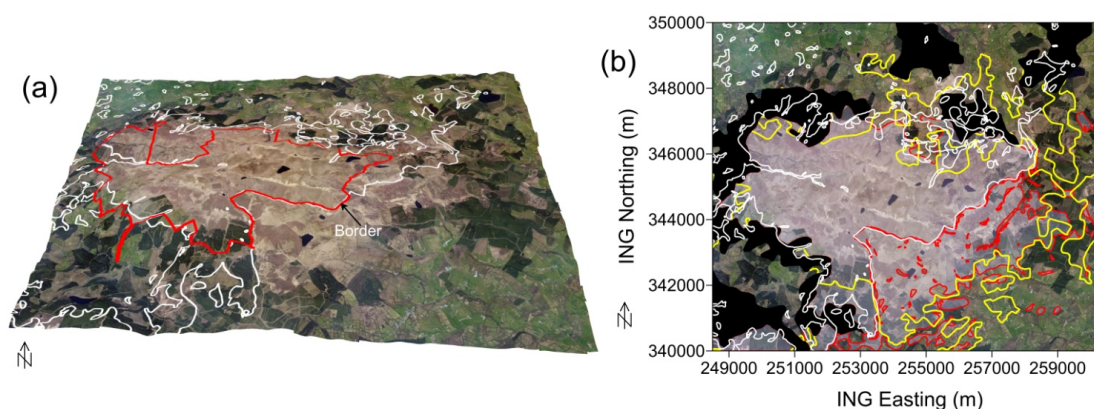 (a)
Border
N
(b)
ING Northing (m)
350000
348000
346000
344000
342000
340000
249000 251000 253000 255000 257000 259000
ING Easting (m)
N